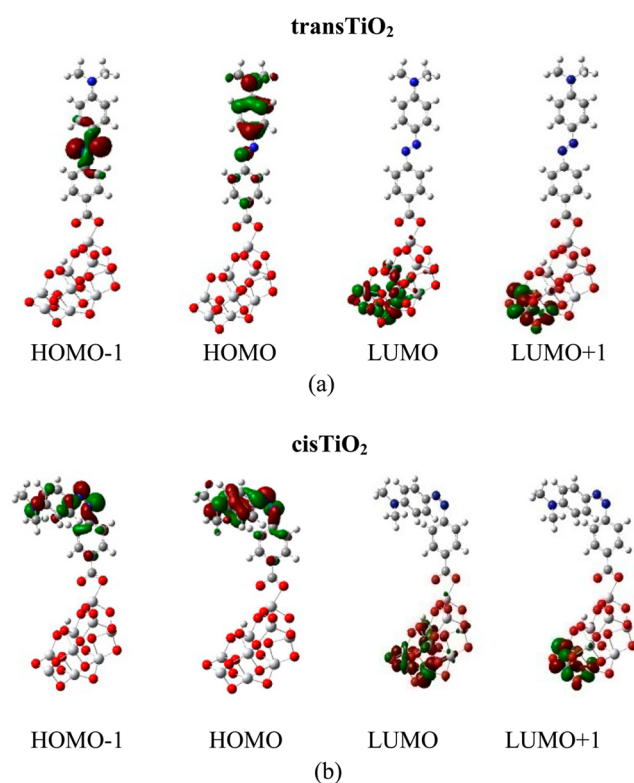 transTiO₂
HOMO-1 HOMO LUMO LUMO+1
(a)
cisTiO₂
HOMO-1 HOMO LUMO LUMO+1
(b)